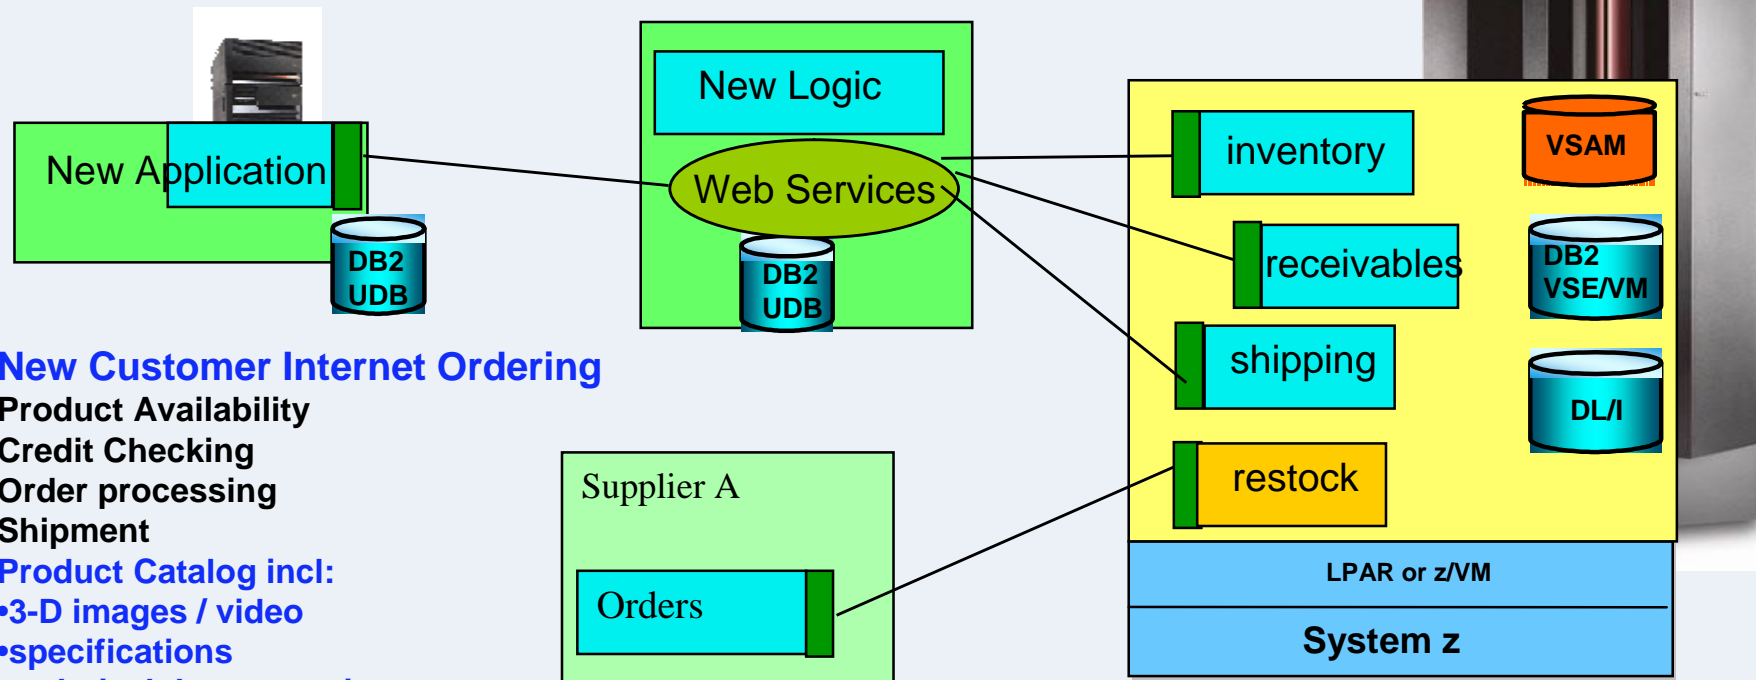 New Application
DB2
UDB
New Logic
Web Services
DB2
UDB
inventory
receivables
shipping
restock
VSAM
DB2
VSE/VM
DL/I
LPAR or z/VM
System z
New Customer Internet Ordering
Product Availability
Credit Checking
Order processing
Shipment
Product Catalog incl:
•3-D images / video
•specifications
Supplier A
Orders